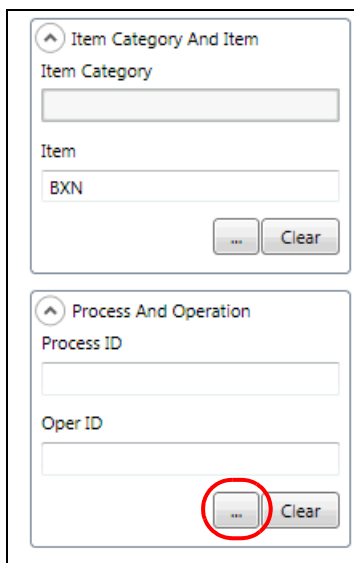 Item Category And Item
Item Category
Item
BXN
... Clear
Process And Operation
Process ID
Oper ID
... Clear